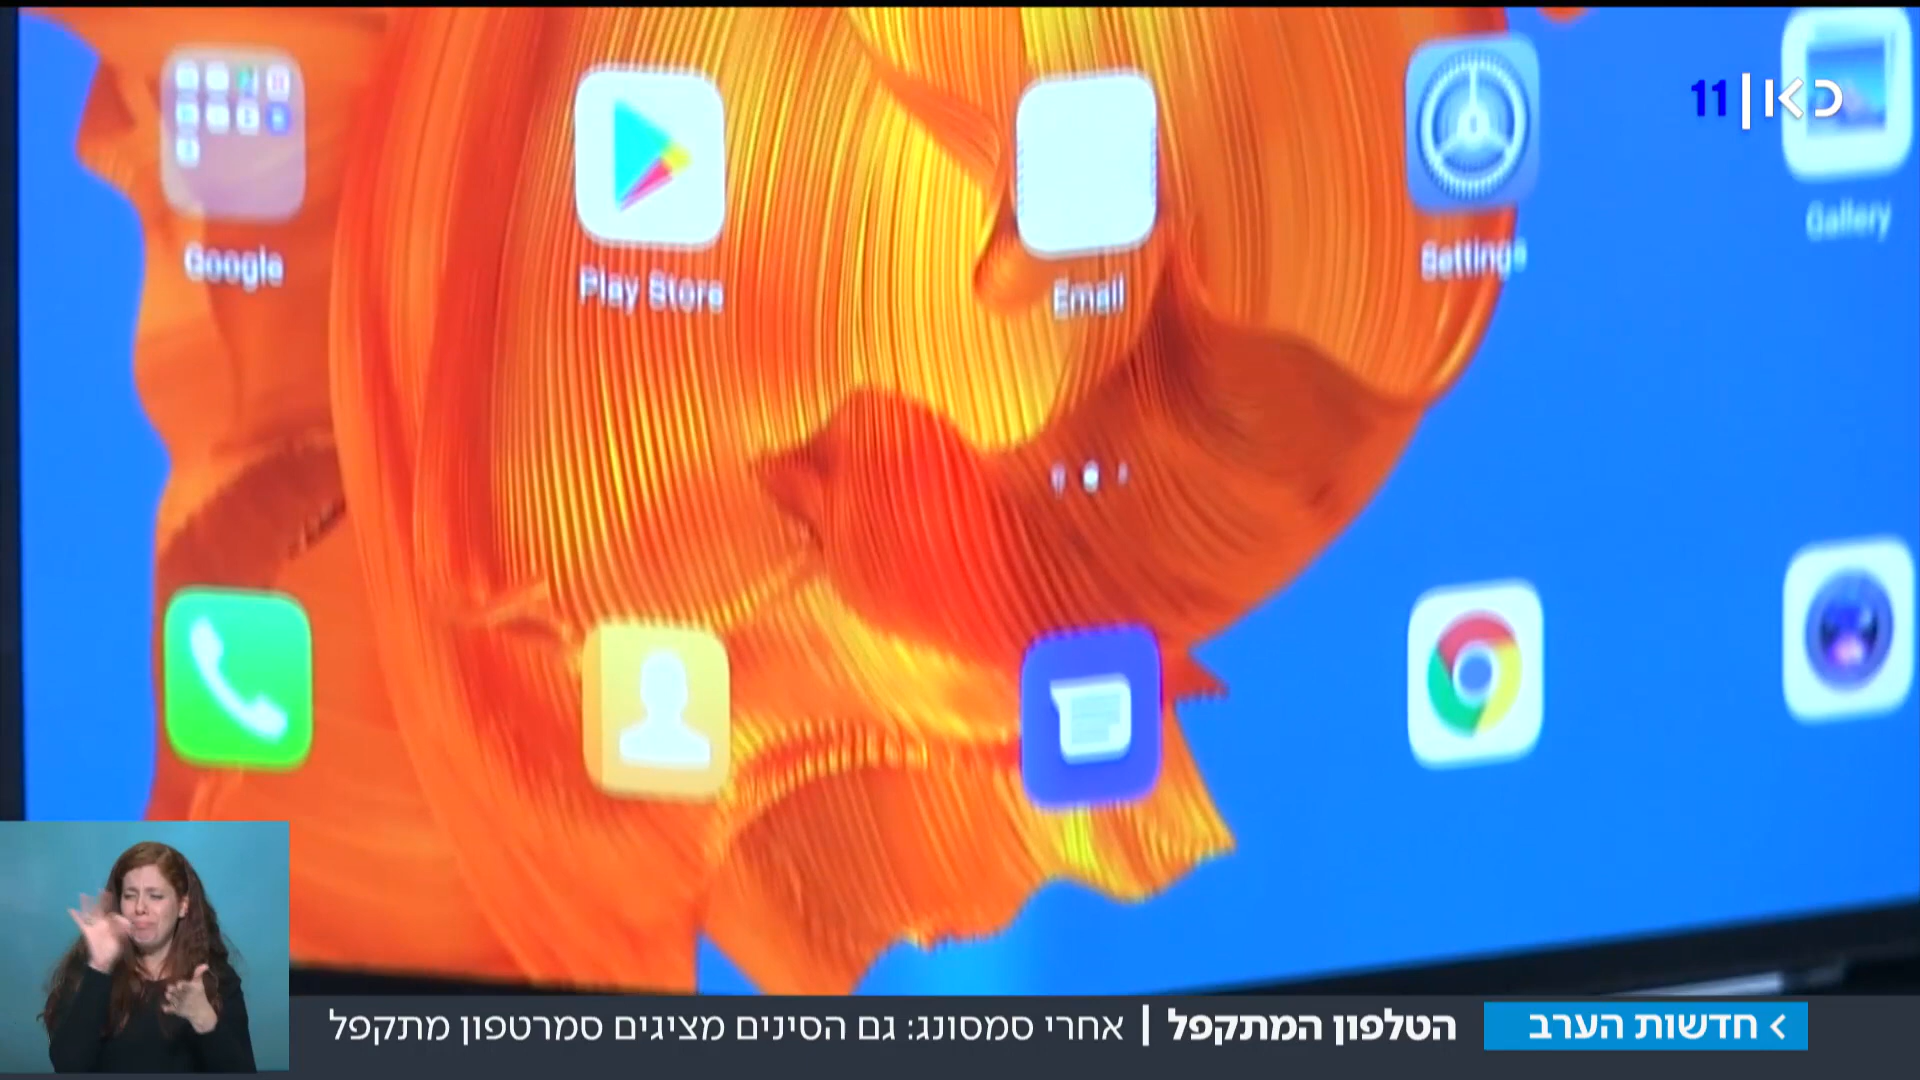 כאן 11
Google
Play Store
Email
Settings
Gallery
חדשות הערב
הטלפון המתקפל | אחרי סמסונג: גם הסינים מציגים סמרטפון מתקפל